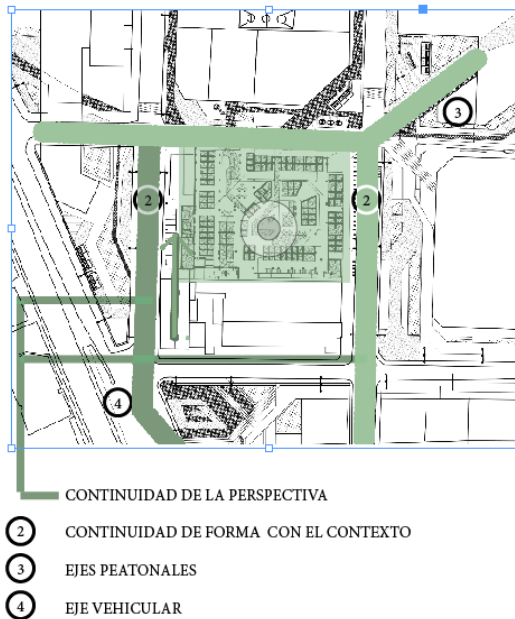 3
2
2
4
CONTINUIDAD DE LA PERSPECTIVA
2 CONTINUIDAD DE FORMA CON EL CONTEXTO
3 EJES PEATONALES
4 EJE VEHICULAR